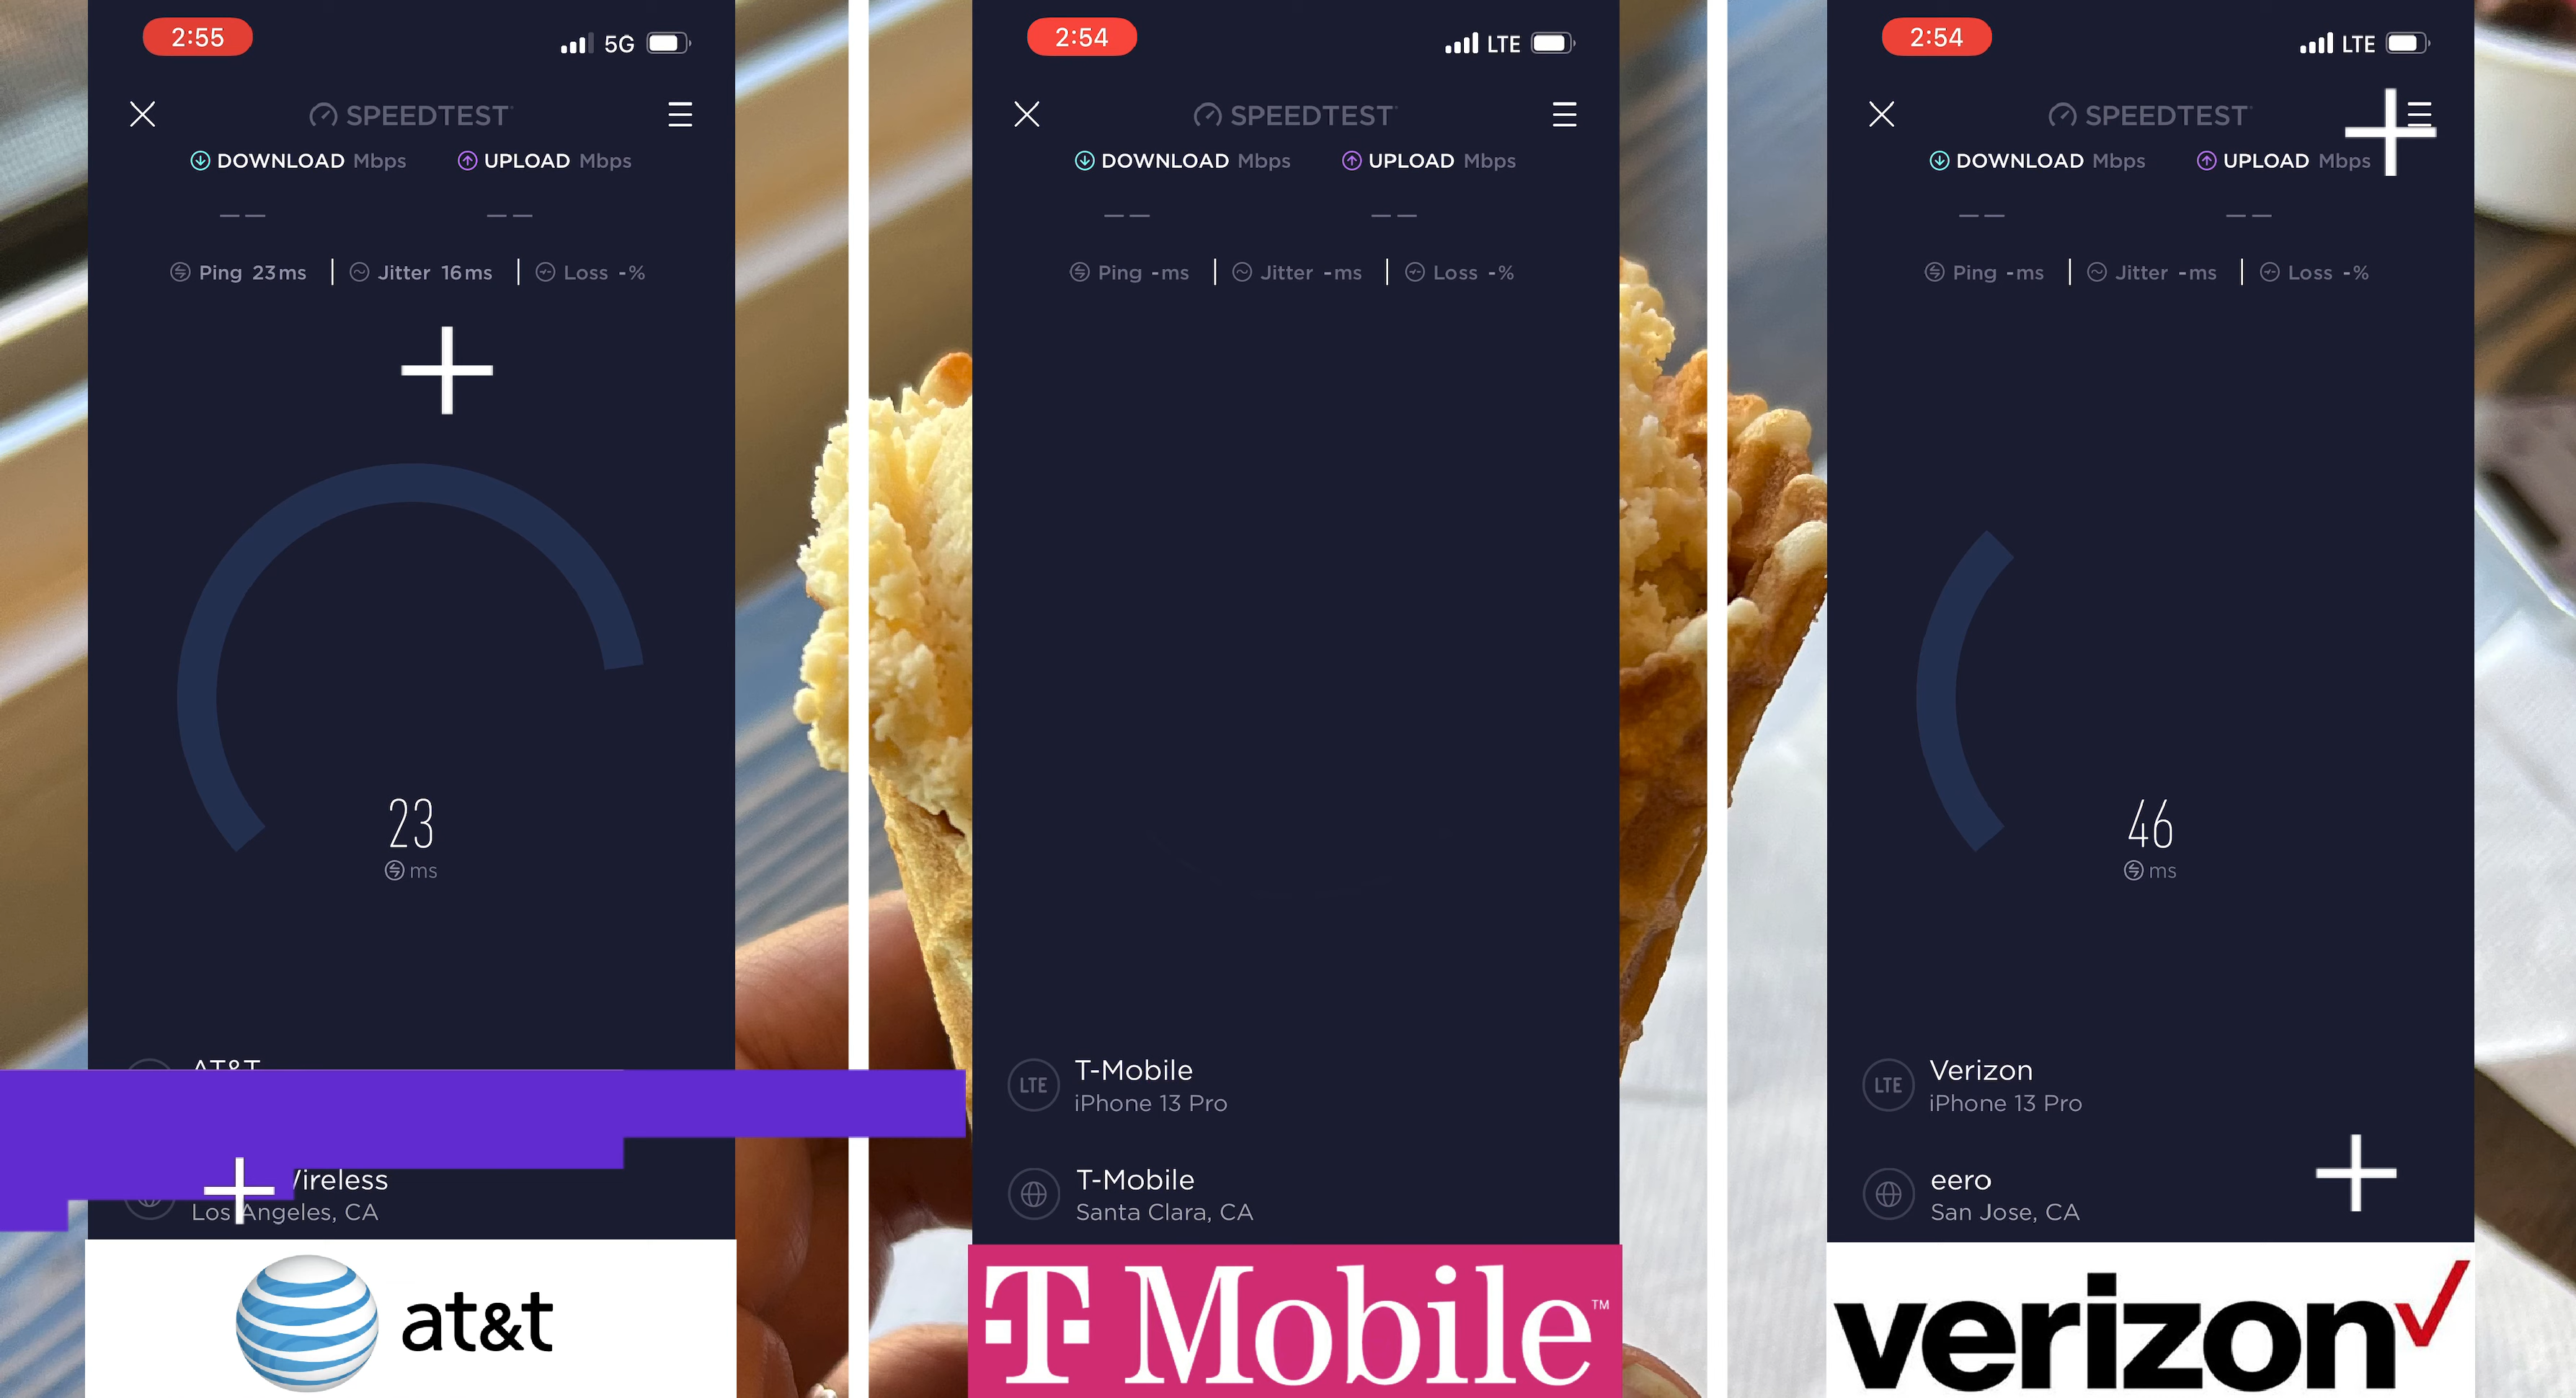 2:55
5G
SPEEDTEST
DOWNLOAD Mbps
UPLOAD Mbps
— —
— —
Ping 23 ms
Jitter 16 ms
Loss - %
23
ms
AT&T
Wireless
Los Angeles, CA
at&t
2:54
LTE
SPEEDTEST
DOWNLOAD Mbps
UPLOAD Mbps
— —
— —
Ping - ms
Jitter - ms
Loss - %
LTE
T-Mobile
iPhone 13 Pro
T-Mobile
Santa Clara, CA
T Mobile™
2:54
LTE
SPEEDTEST
DOWNLOAD Mbps
UPLOAD Mbps
— —
— —
Ping - ms
Jitter - ms
Loss - %
46
ms
LTE
Verizon
iPhone 13 Pro
eero
San Jose, CA
verizon✓